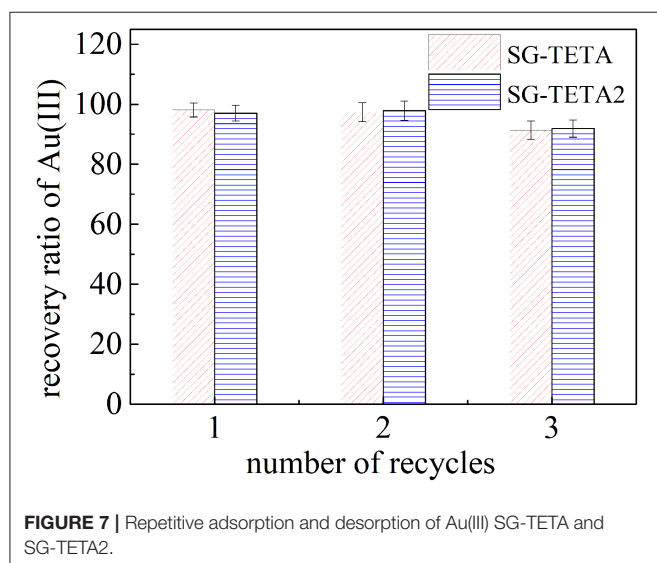 120
100
80
60
40
20
0
recovery ratio of Au(III)
SG-TETA
SG-TETA2
1 2 3
number of recycles
FIGURE 7 | Repetitive adsorption and desorption of Au(III) SG-TETA and
SG-TETA2.